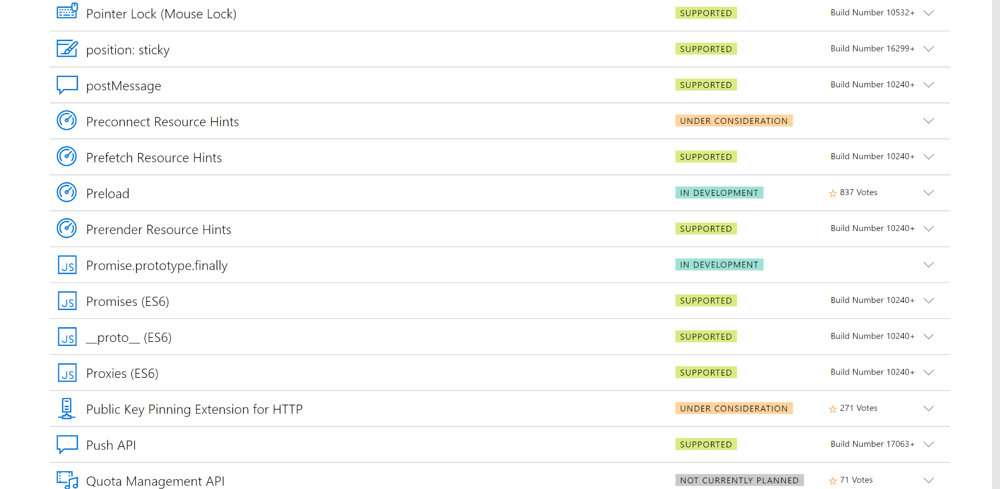 Pointer Lock (Mouse Lock) SUPPORTED Build Number 10532+
position: sticky SUPPORTED Build Number 16299+
postMessage SUPPORTED Build Number 10240+
Preconnect Resource Hints UNDER CONSIDERATION
Prefetch Resource Hints SUPPORTED Build Number 10240+
Preload IN DEVELOPMENT 837 Votes
Prerender Resource Hints SUPPORTED Build Number 10240+
JS Promise.prototype.finally IN DEVELOPMENT
JS Promises (ES6) SUPPORTED Build Number 10240+
JS __proto__ (ES6) SUPPORTED Build Number 10240+
JS Proxies (ES6) SUPPORTED Build Number 10240+
Public Key Pinning Extension for HTTP UNDER CONSIDERATION 271 Votes
Push API SUPPORTED Build Number 17063+
Quota Management API NOT CURRENTLY PLANNED 71 Votes